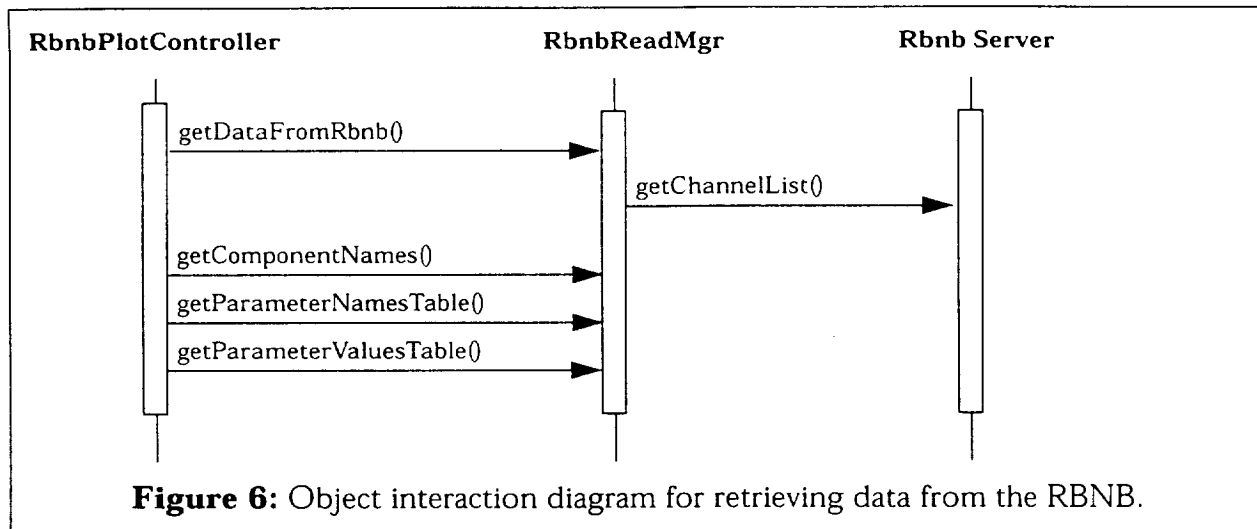 RbnbPlotController RbnbReadMgr Rbnb Server
getDataFromRbnb()
getChannelList()
getComponentNames()
getParameterNamesTable()
getParameterValuesTable()
Figure 6: Object interaction diagram for retrieving data from the RBNB.